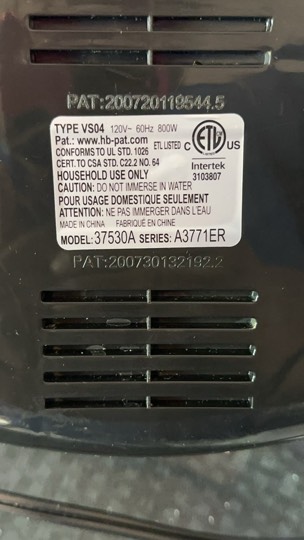 PAT:200720119544.5
TYPE VS04 120V~ 60Hz 800W
Pat.: www.hb-pat.com
CONFORMS TO UL STD. 1026 ETL LISTED
CERT. TO CSA STD. C22.2 NO. 64
C ETL US
Intertek
3103807
HOUSEHOLD USE ONLY
CAUTION: DO NOT IMMERSE IN WATER
POUR USAGE DOMESTIQUE SEULEMENT
ATTENTION: NE PAS IMMERGER DANS L'EAU
MADE IN CHINA FABRIQUÉ EN CHINE
MODEL: 37530A SERIES: A3771ER
PAT:200730132192.2